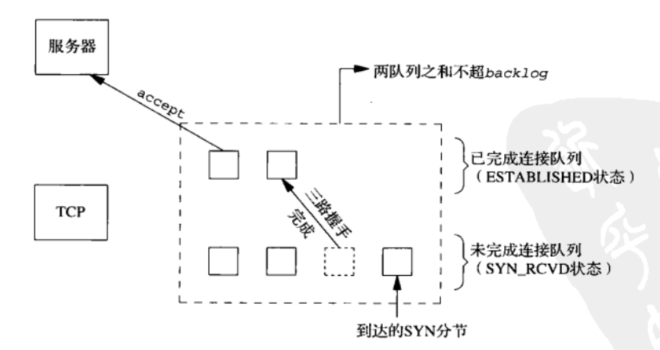 服务器
两队列之和不超backlog
accept
已完成连接队列
（ESTABLISHED状态）
三路握手
完成
TCP
未完成连接队列
（SYN_RCVD状态）
到达的SYN分节